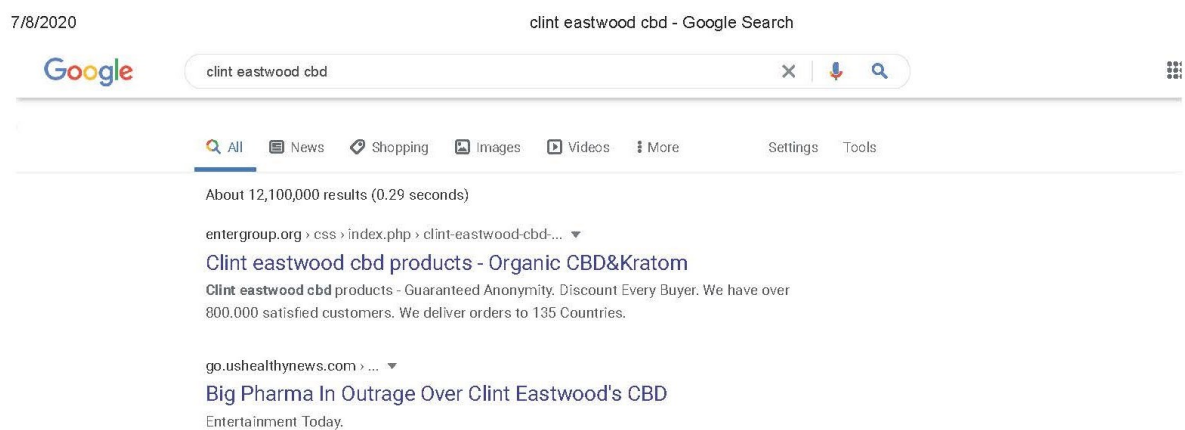 7/8/2020 clint eastwood cbd - Google Search
Google clint eastwood cbd
All News Shopping Images Videos More Settings Tools
About 12,100,000 results (0.29 seconds)
entergroup.org › css › index.php › clint-eastwood-cbd-...
Clint eastwood cbd products - Organic CBD&Kratom
Clint eastwood cbd products - Guaranteed Anonymity. Discount Every Buyer. We have over
800.000 satisfied customers. We deliver orders to 135 Countries.
go.ushealthynews.com › ...
Big Pharma In Outrage Over Clint Eastwood's CBD
Entertainment Today.